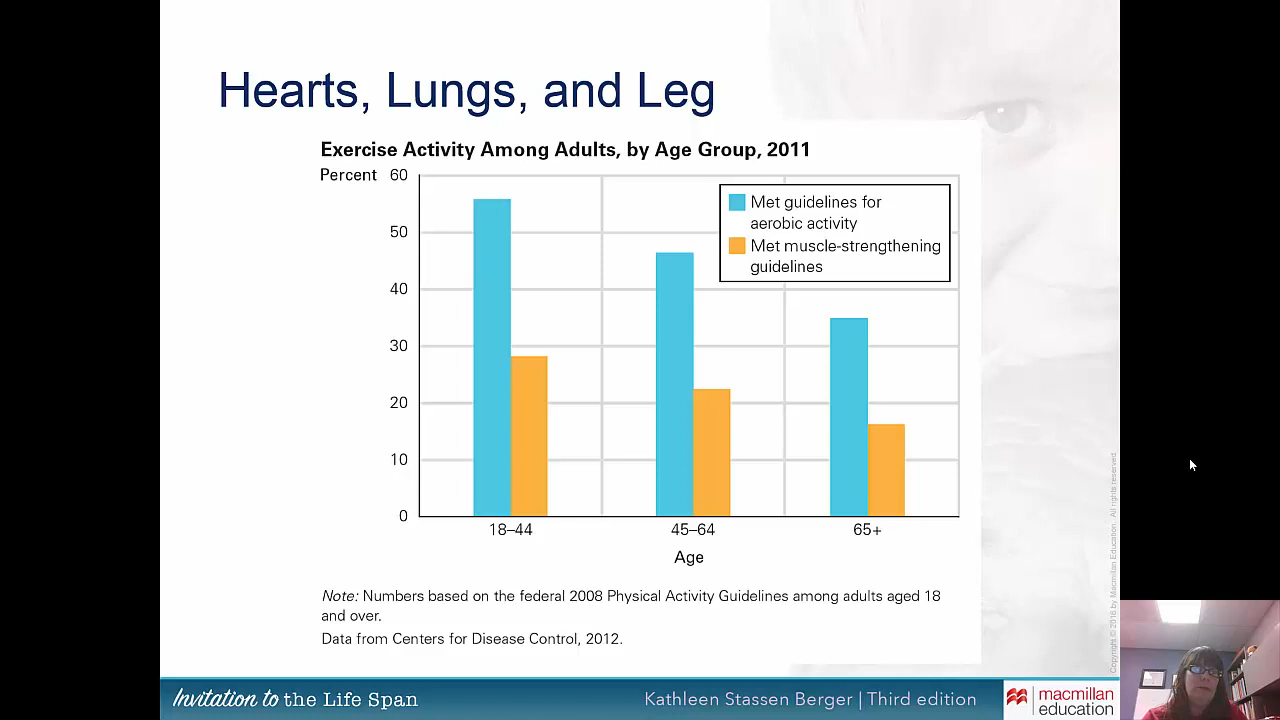 Hearts, Lungs, and Leg
Exercise Activity Among Adults, by Age Group, 2011
Percent
60
50
40
30
20
10
0
Met guidelines for
aerobic activity
Met muscle-strengthening
guidelines
18–44
45–64
65+
Age
Note: Numbers based on the federal 2008 Physical Activity Guidelines among adults aged 18
and over.
Data from Centers for Disease Control, 2012.
Copyright © 2016 by Macmillan Education. All rights reserved
Invitation to the Life Span
Kathleen Stassen Berger | Third edition
macmillan
education